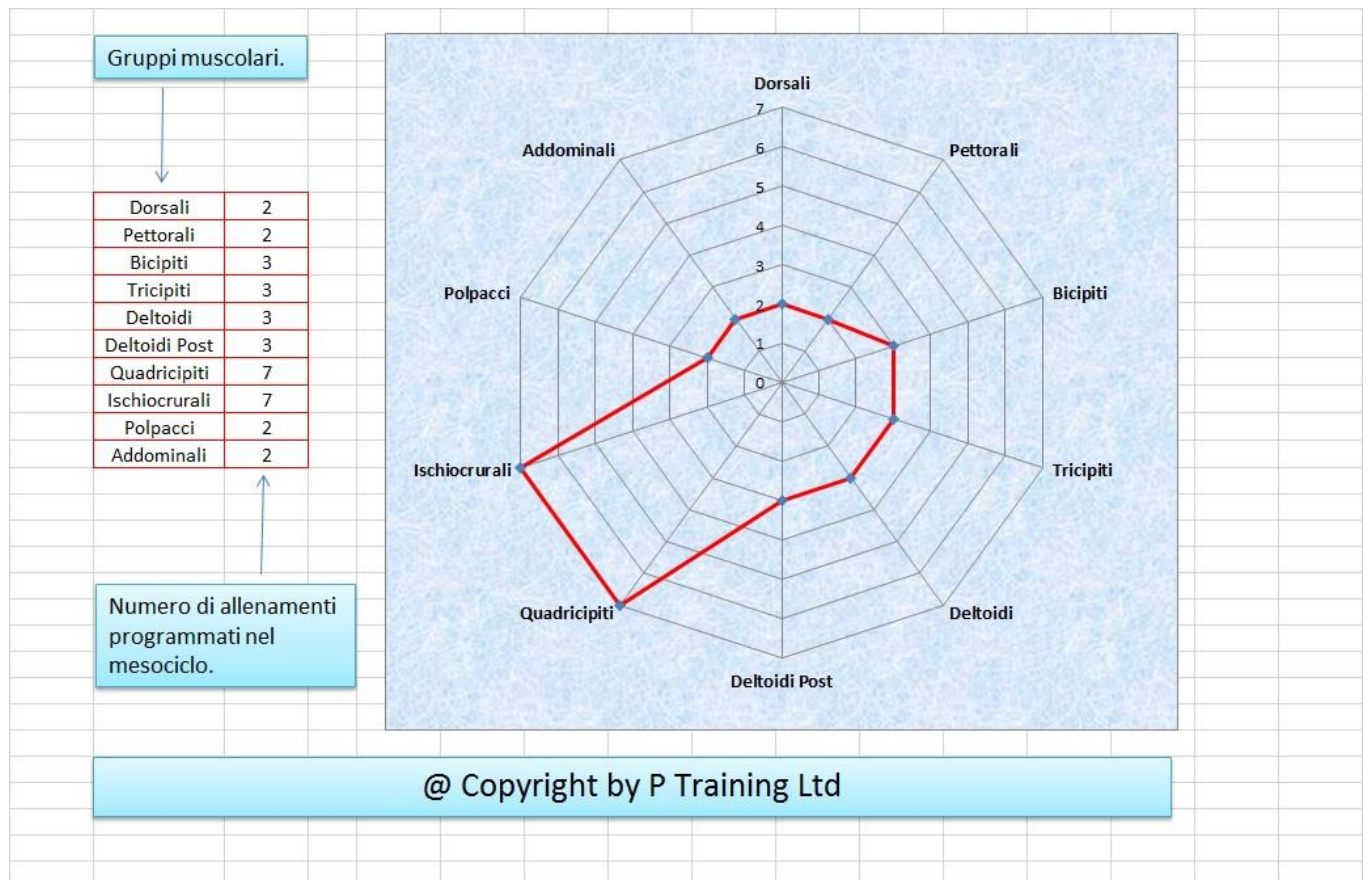 Gruppi muscolari.
Dorsali 2
Pettorali 2
Bicipiti 3
Tricipiti 3
Deltoidi 3
Deltoidi Post 3
Quadricipiti 7
Ischiocrurali 7
Polpacci 2
Addominali 2
Numero di allenamenti
programmati nel
mesociclo.
Dorsali
Pettorali
Bicipiti
Tricipiti
Deltoidi
Deltoidi Post
Quadricipiti
Ischiocrurali
Polpacci
Addominali
7
6
5
4
3
2
1
0
@ Copyright by P Training Ltd